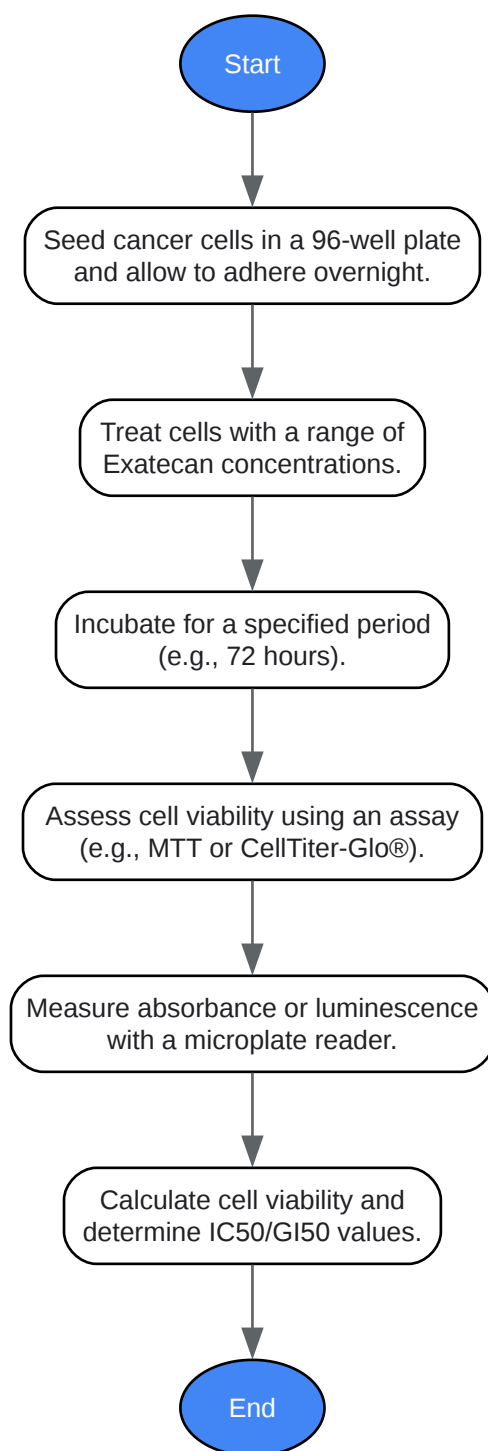 Start
Seed cancer cells in a 96-well plate
and allow to adhere overnight.
Treat cells with a range of
Exatecan concentrations.
Incubate for a specified period
(e.g., 72 hours).
Assess cell viability using an assay
(e.g., MTT or CellTiter-Glo®).
Measure absorbance or luminescence
with a microplate reader.
Calculate cell viability and
determine IC50/GI50 values.
End